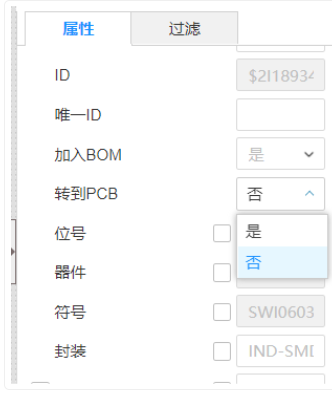 属性 过滤
ID $2I18934
唯一ID
加入BOM 是
转到PCB 否
位号 是
器件 否
符号 SWI0603
封装 IND-SMI